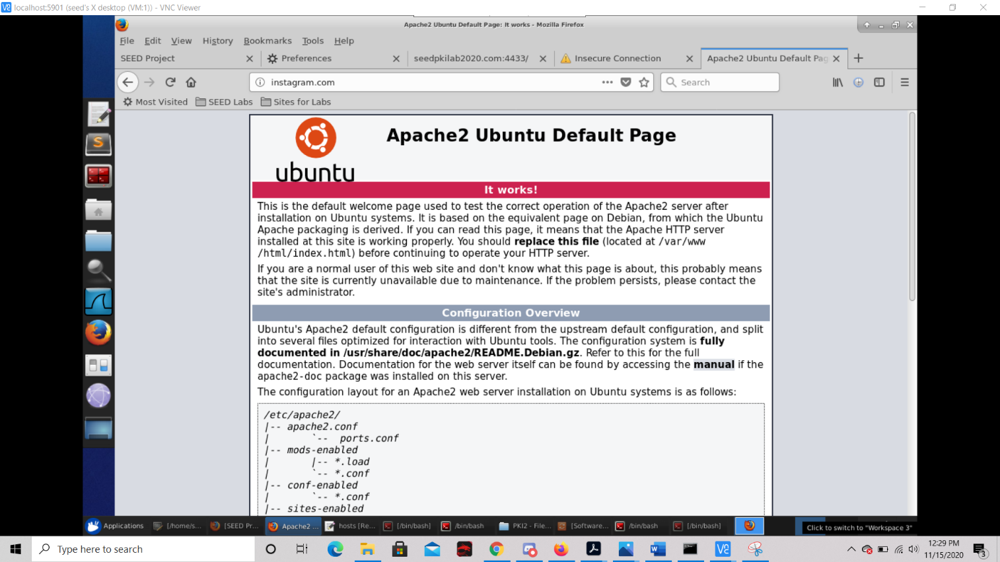 localhost:5901 (seed's X desktop (VM:1)) - VNC Viewer
Apache2 Ubuntu Default Page: It works - Mozilla Firefox
File Edit View History Bookmarks Tools Help
SEED Project Preferences seedpkilab2020.com:4433/ Insecure Connection Apache2 Ubuntu Default Pag
instagram.com Search
Most Visited SEED Labs Sites for Labs
Apache2 Ubuntu Default Page
ubuntu
It works!
This is the default welcome page used to test the correct operation of the Apache2 server after
installation on Ubuntu systems. It is based on the equivalent page on Debian, from which the Ubuntu
Apache packaging is derived. If you can read this page, it means that the Apache HTTP server
installed at this site is working properly. You should replace this file (located at /var/www
/html/index.html) before continuing to operate your HTTP server.
If you are a normal user of this web site and don't know what this page is about, this probably means
that the site is currently unavailable due to maintenance. If the problem persists, please contact the
site's administrator.
Configuration Overview
Ubuntu's Apache2 default configuration is different from the upstream default configuration, and split
into several files optimized for interaction with Ubuntu tools. The configuration system is fully
documented in /usr/share/doc/apache2/README.Debian.gz. Refer to this for the full
documentation. Documentation for the web server itself can be found by accessing the manual if the
apache2-doc package was installed on this server.
The configuration layout for an Apache2 web server installation on Ubuntu systems is as follows:
/etc/apache2/
|-- apache2.conf
|       `--  ports.conf
|-- mods-enabled
|       |-- *.load
|       `-- *.conf
|-- conf-enabled
|       `-- *.conf
|-- sites-enabled
Applications [/home/s... [SEED Pr... Apache2 ... hosts [Re... [/bin/bash] /bin/bash PKI2 - File... [Software... /bin/bash [/bin/bash] Click to switch to "Workspace 3"
Type here to search
12:29 PM
11/15/2020
3